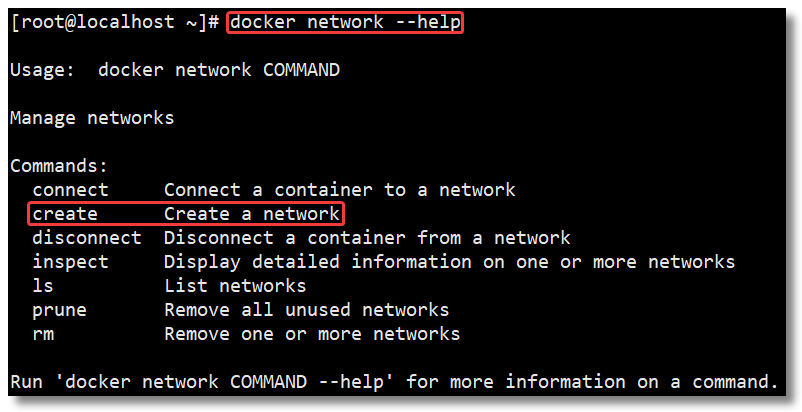 [root@localhost ~]# docker network --help
Usage:  docker network COMMAND
Manage networks
Commands:
  connect     Connect a container to a network
  create      Create a network
  disconnect  Disconnect a container from a network
  inspect     Display detailed information on one or more networks
  ls          List networks
  prune       Remove all unused networks
  rm          Remove one or more networks
Run 'docker network COMMAND --help' for more information on a command.